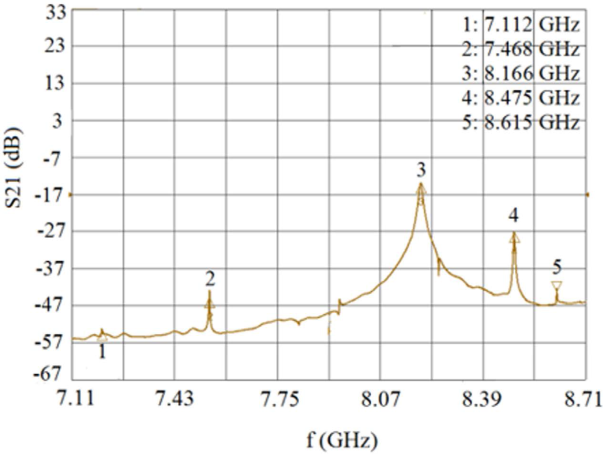 33
23
13
3
-7
-17
-27
-37
-47
-57
-67
S21 (dB)
1: 7.112 GHz
2: 7.468 GHz
3: 8.166 GHz
4: 8.475 GHz
5: 8.615 GHz
1
2
3
4
5
7.11 7.43 7.75 8.07 8.39 8.71
f (GHz)